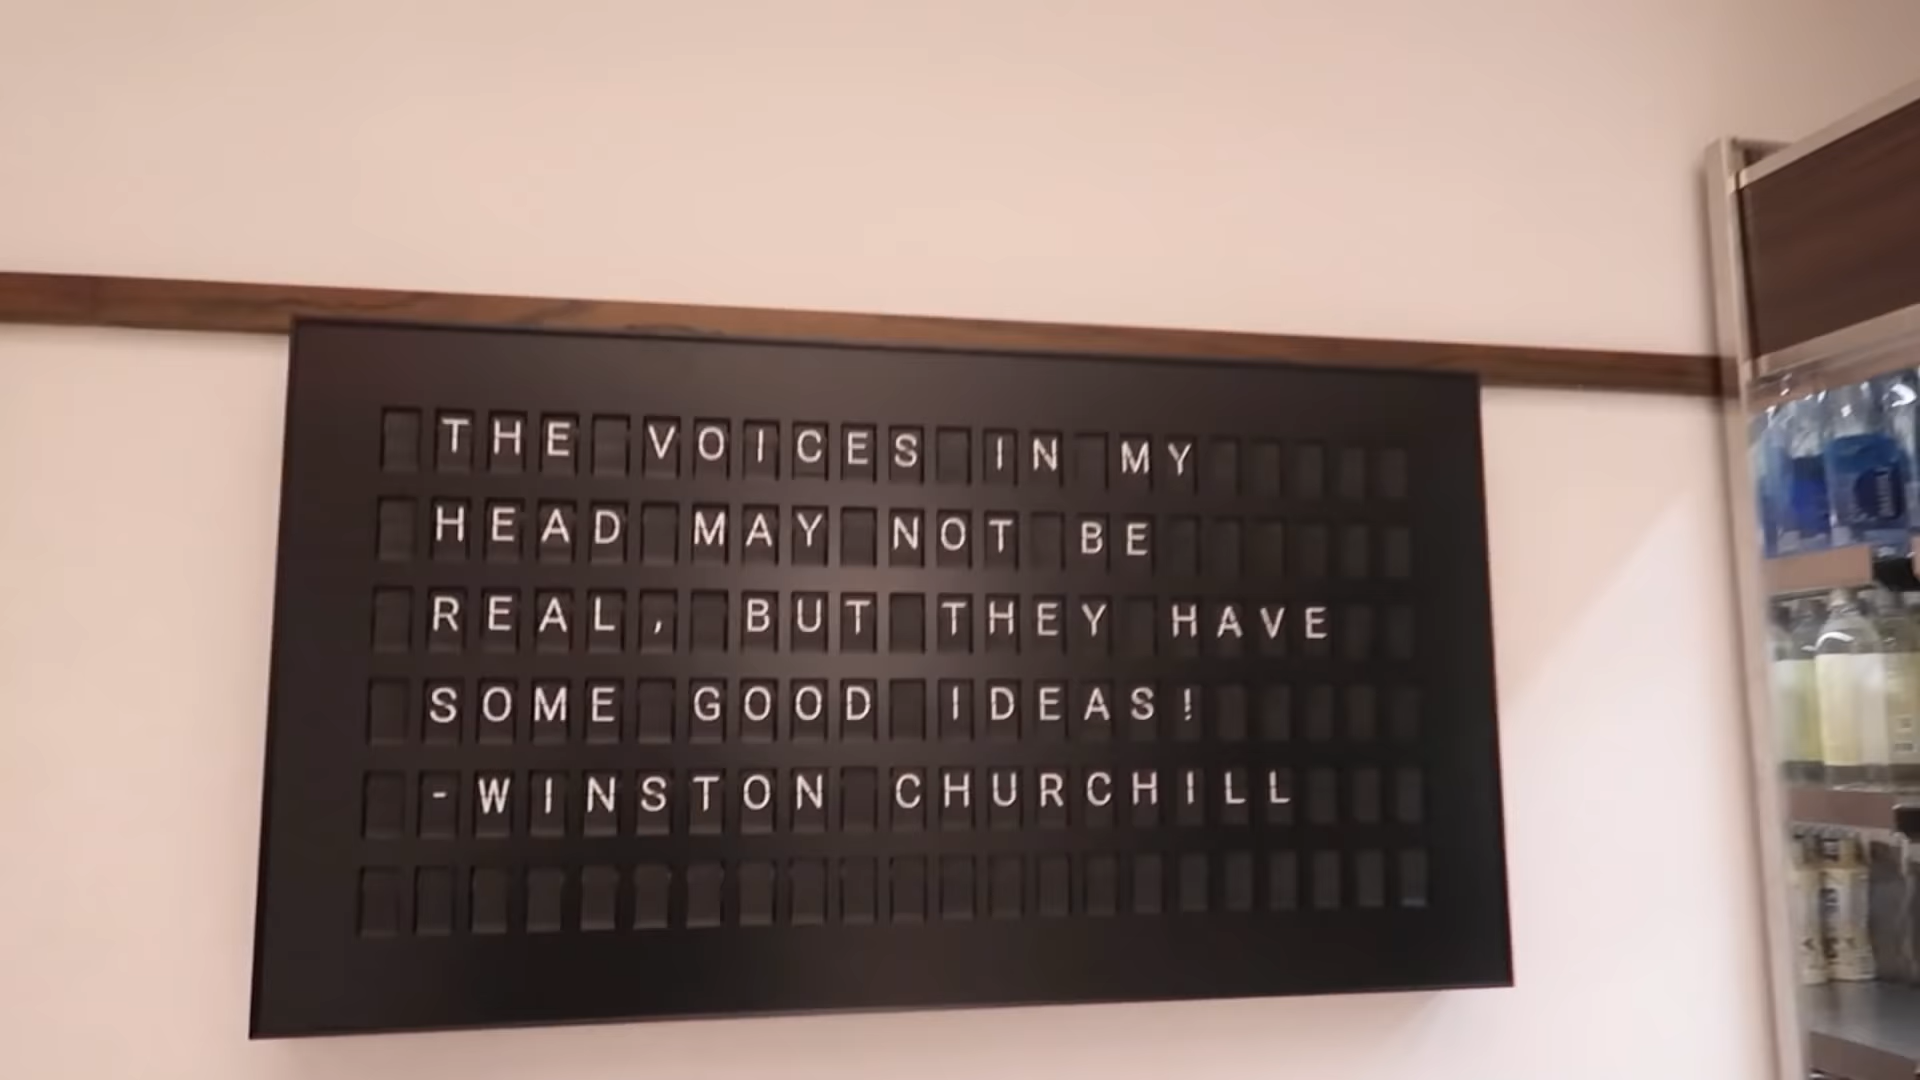 THE VOICES IN MY
HEAD MAY NOT BE
REAL, BUT THEY HAVE
SOME GOOD IDEAS!
-WINSTON CHURCHILL